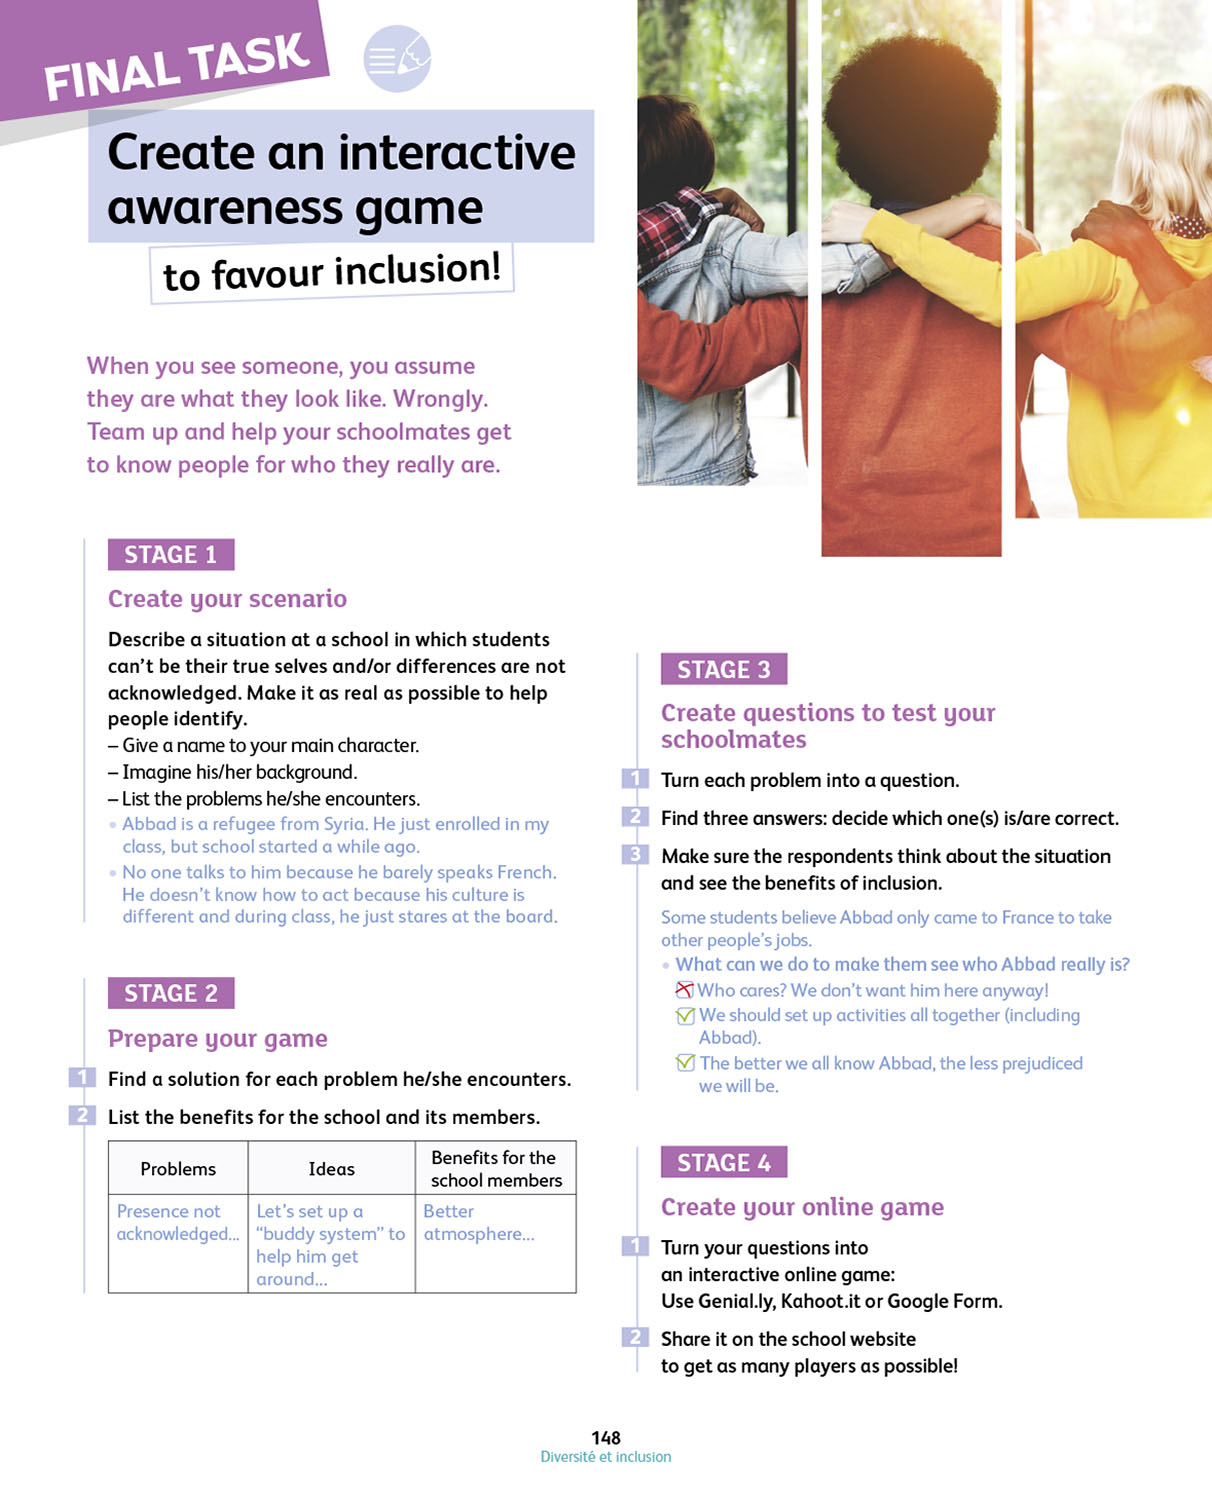 FINAL TASK
Create an interactive
awareness game
to favour inclusion!
When you see someone, you assume
they are what they look like. Wrongly.
Team up and help your schoolmates get
to know people for who they really are.
STAGE 1
Create your scenario
Describe a situation at a school in which students
can't be their true selves and/or differences are not
acknowledged. Make it as real as possible to help
people identify.
– Give a name to your main character.
– Imagine his/her background.
– List the problems he/she encounters.
• Abbad is a refugee from Syria. He just enrolled in my
class, but school started a while ago.
• No one talks to him because he barely speaks French.
He doesn't know how to act because his culture is
different and during class, he just stares at the board.
STAGE 2
Prepare your game
1 Find a solution for each problem he/she encounters.
2 List the benefits for the school and its members.
Problems
Ideas
Benefits for the
school members
Presence not
acknowledged...
Let's set up a
“buddy system” to
help him get
around...
Better
atmosphere...
STAGE 3
Create questions to test your
schoolmates
1 Turn each problem into a question.
2 Find three answers: decide which one(s) is/are correct.
3 Make sure the respondents think about the situation
and see the benefits of inclusion.
Some students believe Abbad only came to France to take
other people's jobs.
• What can we do to make them see who Abbad really is?
Who cares? We don't want him here anyway!
We should set up activities all together (including
Abbad).
The better we all know Abbad, the less prejudiced
we will be.
STAGE 4
Create your online game
1 Turn your questions into
an interactive online game:
Use Genial.ly, Kahoot.it or Google Form.
2 Share it on the school website
to get as many players as possible!
148
Diversité et inclusion